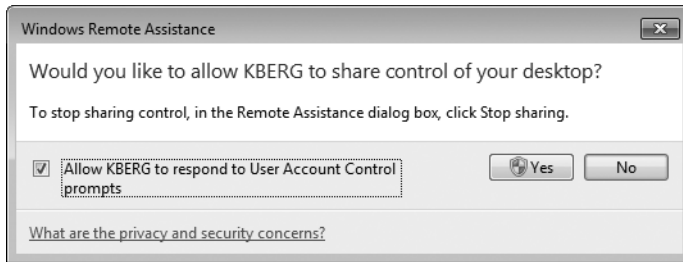 Windows Remote Assistance
Would you like to allow KBERG to share control of your desktop?
To stop sharing control, in the Remote Assistance dialog box, click Stop sharing.
Allow KBERG to respond to User Account Control
prompts
Yes
No
What are the privacy and security concerns?